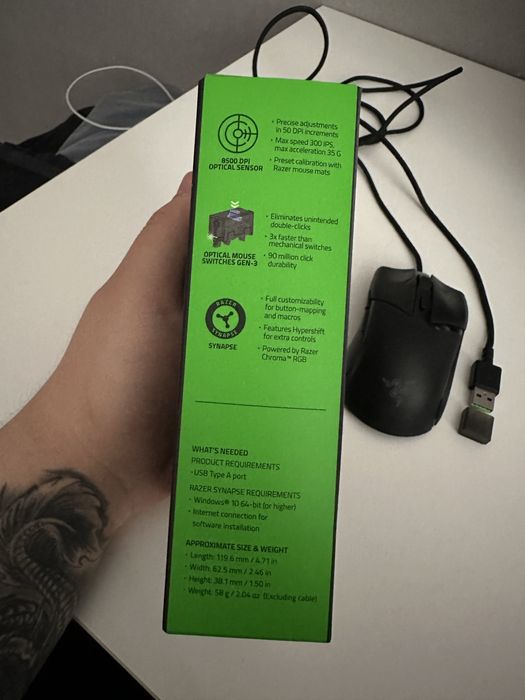 8500 DPI
OPTICAL SENSOR
• Precise adjustments
in 50 DPI increments
• Max speed 300 IPS,
max acceleration 35 G
• Preset calibration with
Razer mouse mats
OPTICAL MOUSE
SWITCHES GEN-3
• Eliminates unintended
double-clicks
• 3x faster than
mechanical switches
• 90 million click
durability
RAZER
SYNAPSE
SYNAPSE
• Full customizability
for button-mapping
and macros
• Features Hypershift
for extra controls
• Powered by Razer
Chroma™ RGB
WHAT'S NEEDED
PRODUCT REQUIREMENTS
• USB Type A port
RAZER SYNAPSE REQUIREMENTS
• Windows® 10 64-bit (or higher)
• Internet connection for
software installation
APPROXIMATE SIZE & WEIGHT
• Length: 119.6 mm / 4.71 in
• Width: 62.5 mm / 2.46 in
• Height: 38.1 mm / 1.50 in
• Weight: 58 g / 2.04 oz (Excluding cable)